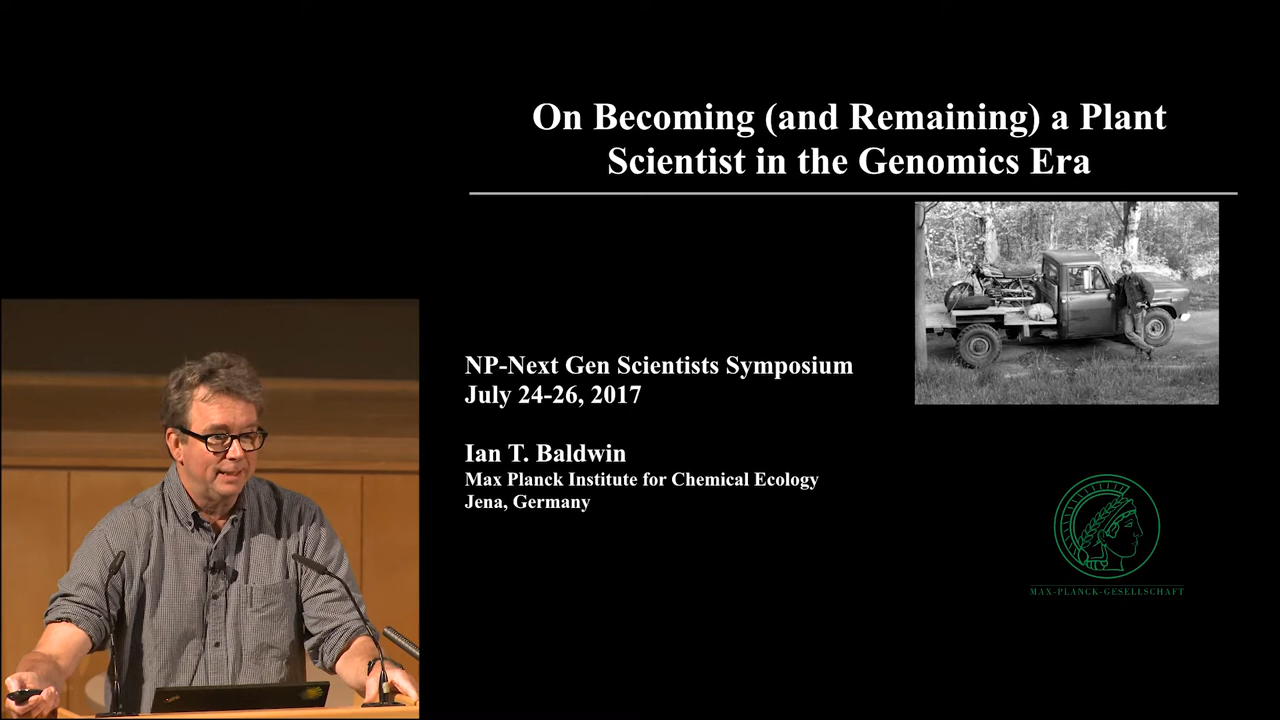 On Becoming (and Remaining) a Plant
Scientist in the Genomics Era
NP-Next Gen Scientists Symposium
July 24-26, 2017
Ian T. Baldwin
Max Planck Institute for Chemical Ecology
Jena, Germany
MAX-PLANCK-GESELLSCHAFT